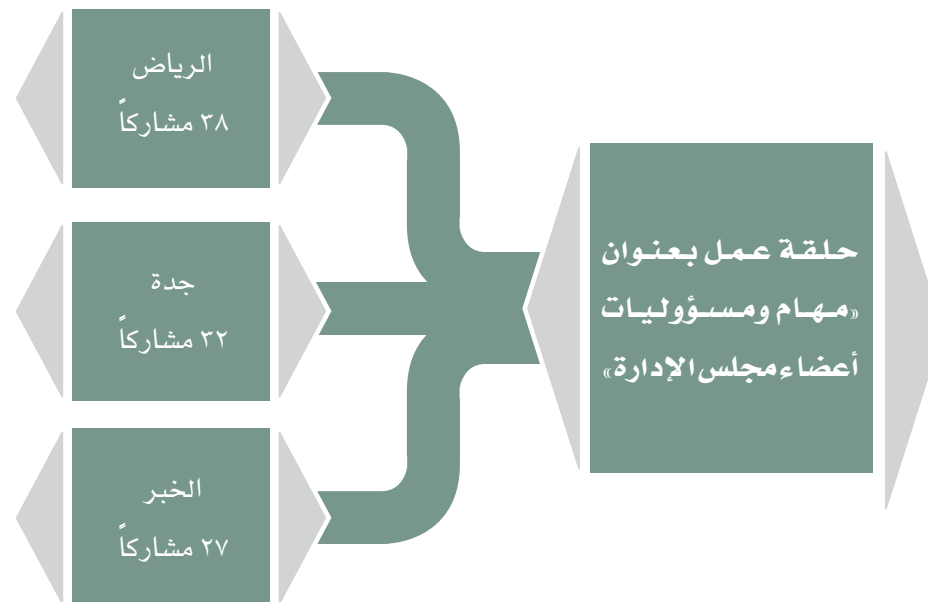 حلقة عمل بعنوان
«مهام ومسؤوليات
أعضاء مجلس الإدارة»
الرياض
٣٨ مشاركاً
جدة
٣٢ مشاركاً
الخبر
٢٧ مشاركاً